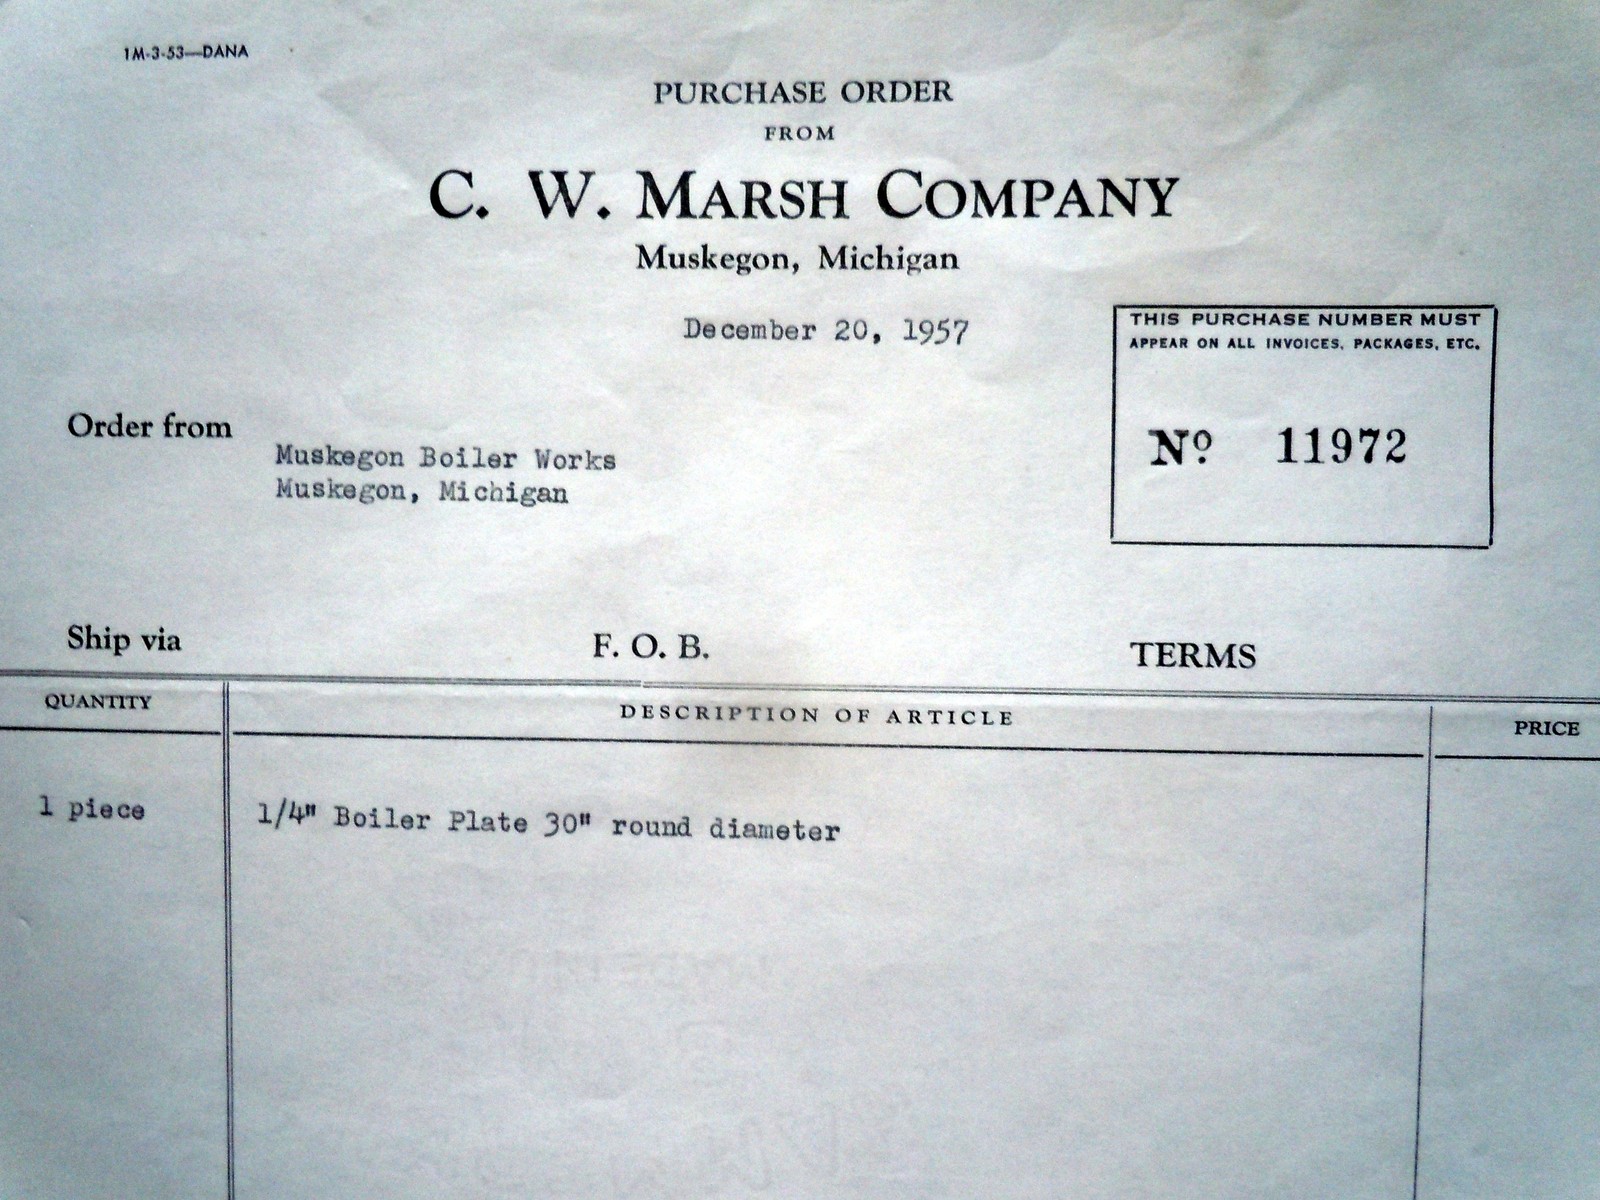 1M-3-53—DANA
PURCHASE ORDER
FROM
C. W. MARSH COMPANY
Muskegon, Michigan
December 20, 1957
THIS PURCHASE NUMBER MUST
APPEAR ON ALL INVOICES, PACKAGES, ETC.
Nº 11972
Order from
Muskegon Boiler Works
Muskegon, Michigan
Ship via F. O. B. TERMS
QUANTITY DESCRIPTION OF ARTICLE PRICE
1 piece 1/4" Boiler Plate 30" round diameter